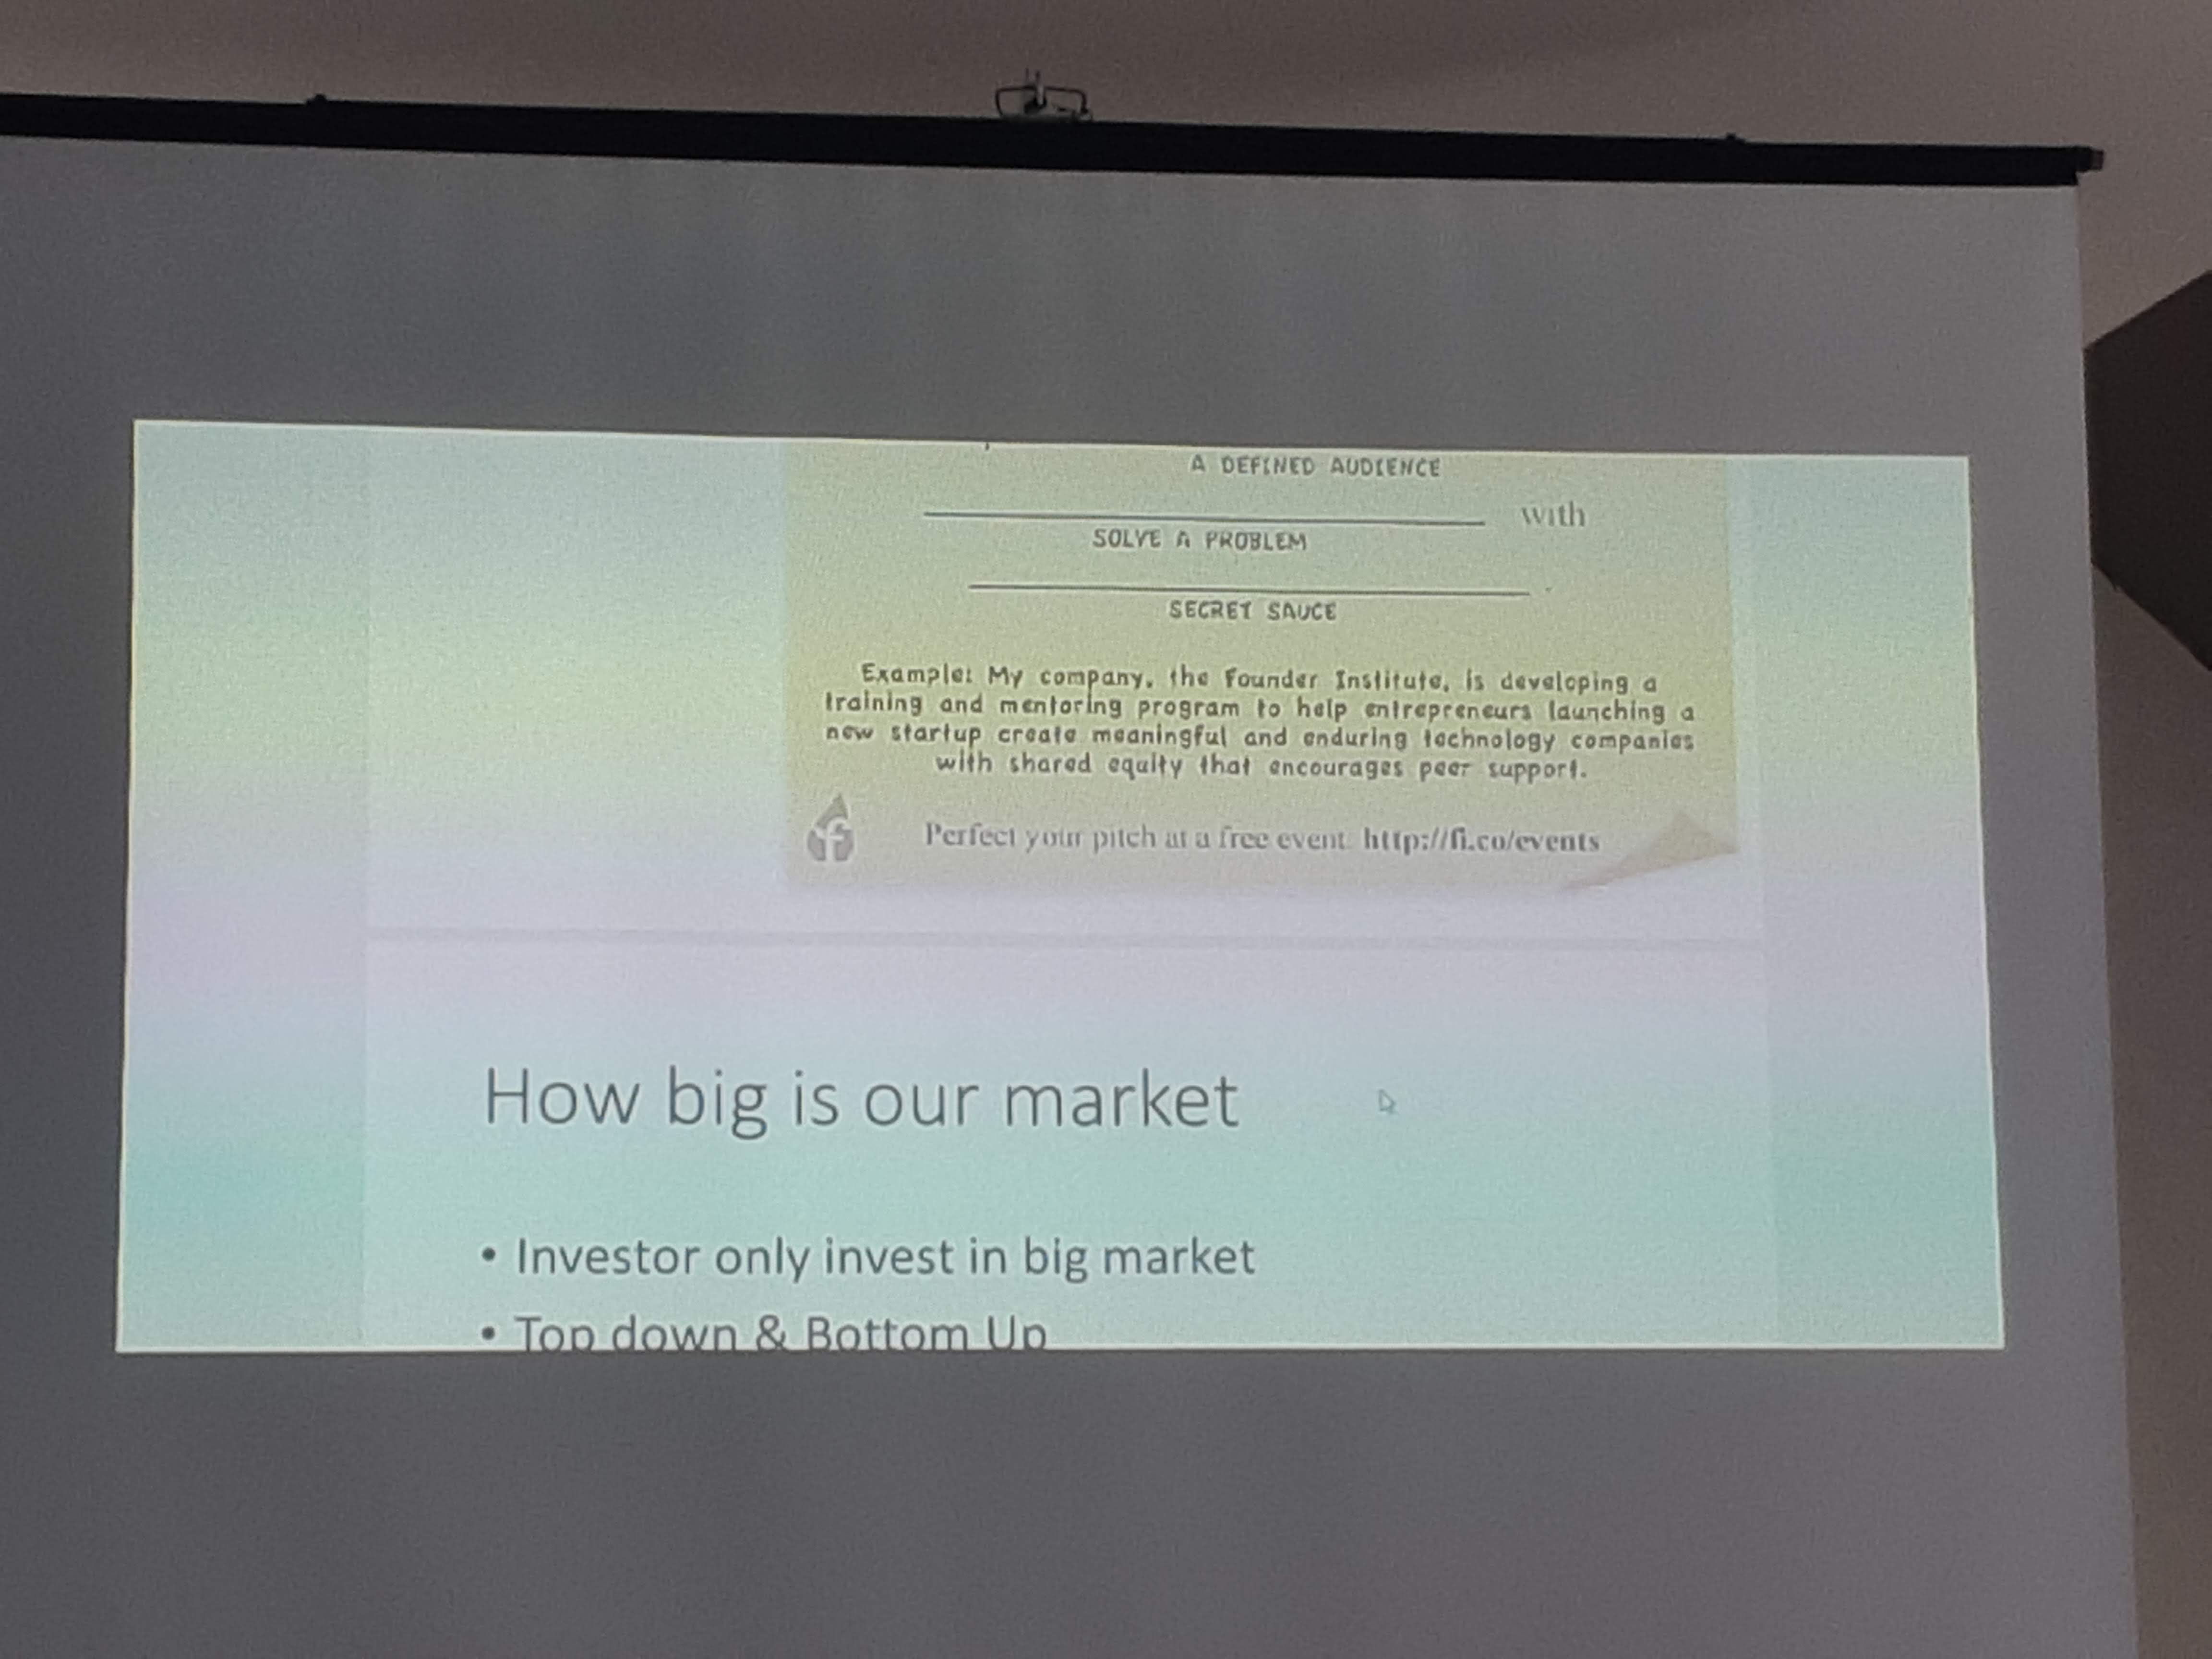 A DEFINED AUDIENCE
with
SOLVE A PROBLEM
SECRET SAUCE
Example: My company, the Founder Institute, is developing a
training and mentoring program to help entrepreneurs launching a
new startup create meaningful and enduring technology companies
with shared equity that encourages peer support.
Perfect your pitch at a free event. http://fi.co/events
How big is our market
• Investor only invest in big market
• Top down & Bottom Up